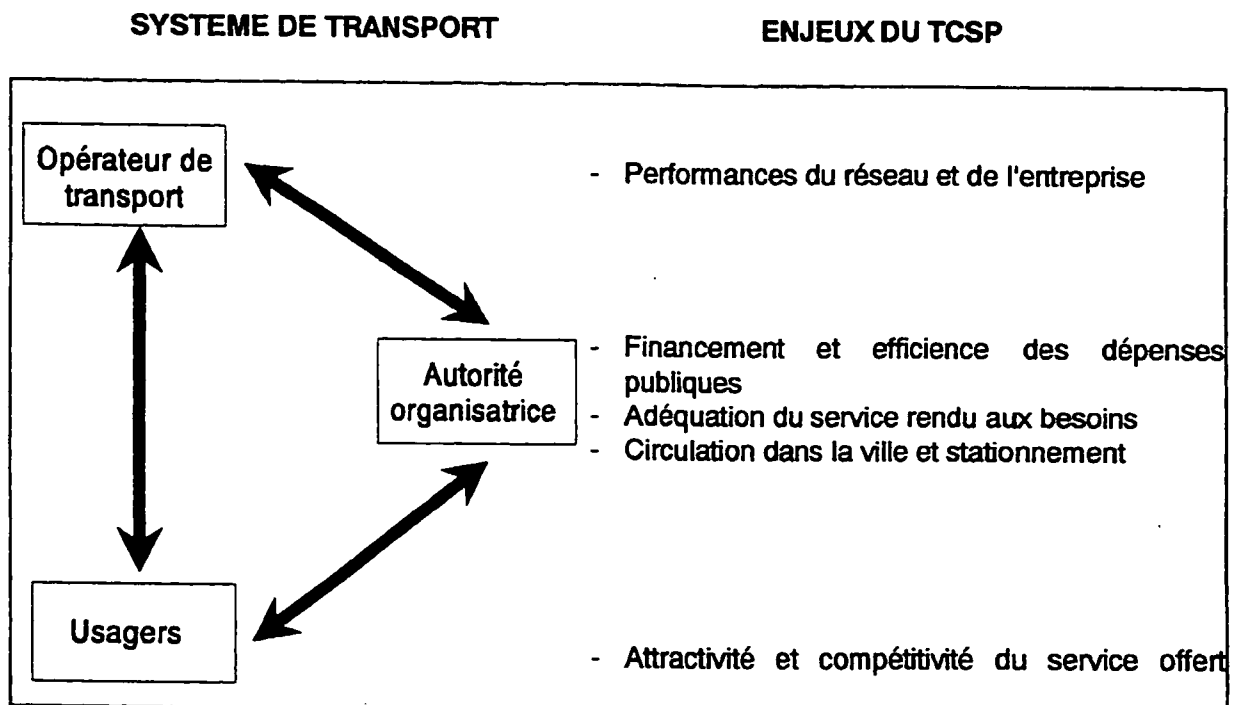 SYSTEME DE TRANSPORT
ENJEUX DU TCSP
Opérateur de
transport
- Performances du réseau et de l'entreprise
Autorité
organisatrice
- Financement et efficience des dépenses
publiques
- Adéquation du service rendu aux besoins
- Circulation dans la ville et stationnement
Usagers
- Attractivité et compétitivité du service offert